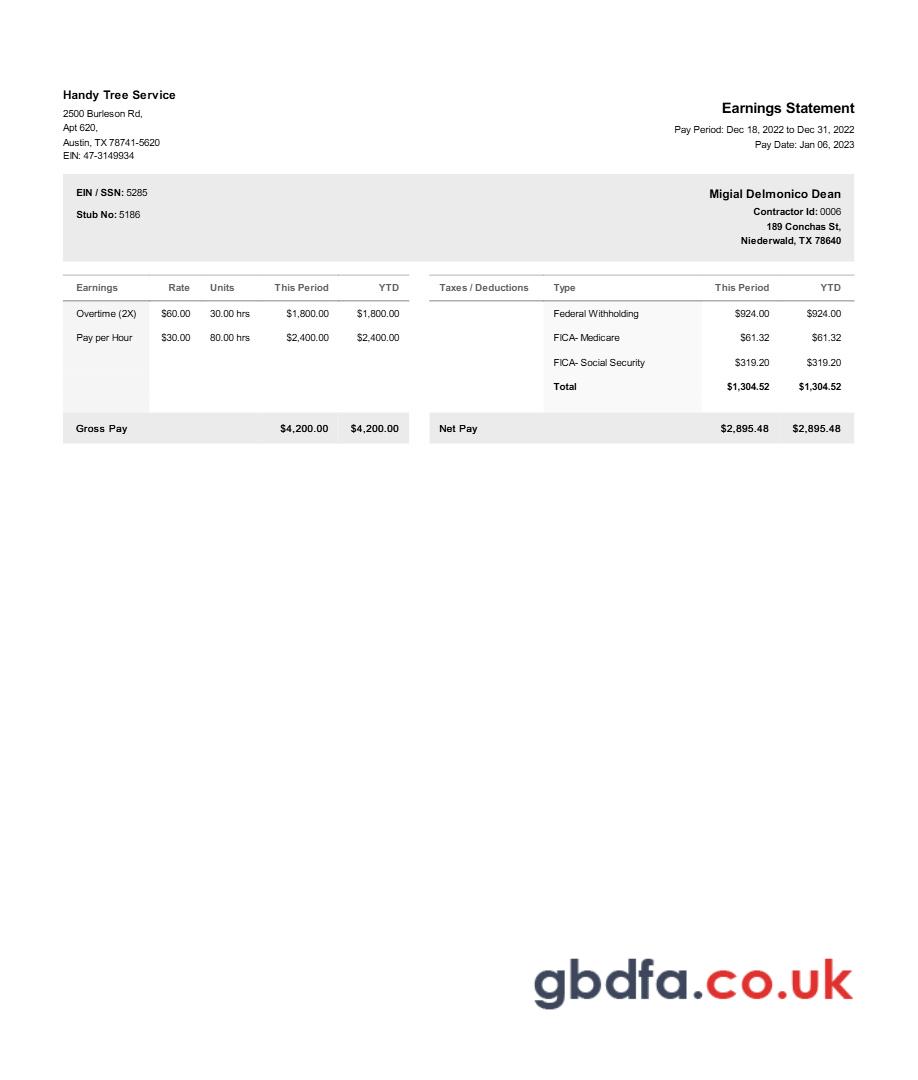 Handy Tree Service
2500 Burleson Rd,
Apt 620,
Austin, TX 78741-5620
EIN: 47-3149934
Earnings Statement
Pay Period: Dec 18, 2022 to Dec 31, 2022
Pay Date: Jan 06, 2023
EIN / SSN: 5285
Stub No: 5186
Migial Delmonico Dean
Contractor Id: 0006
189 Conchas St,
Niederwald, TX 78640
Earnings Rate Units This Period YTD
Overtime (2X) $60.00 30.00 hrs $1,800.00 $1,800.00
Pay per Hour $30.00 80.00 hrs $2,400.00 $2,400.00
Gross Pay $4,200.00 $4,200.00
Taxes / Deductions Type This Period YTD
Federal Withholding $924.00 $924.00
FICA- Medicare $61.32 $61.32
FICA- Social Security $319.20 $319.20
Total $1,304.52 $1,304.52
Net Pay $2,895.48 $2,895.48
gbdfa.co.uk